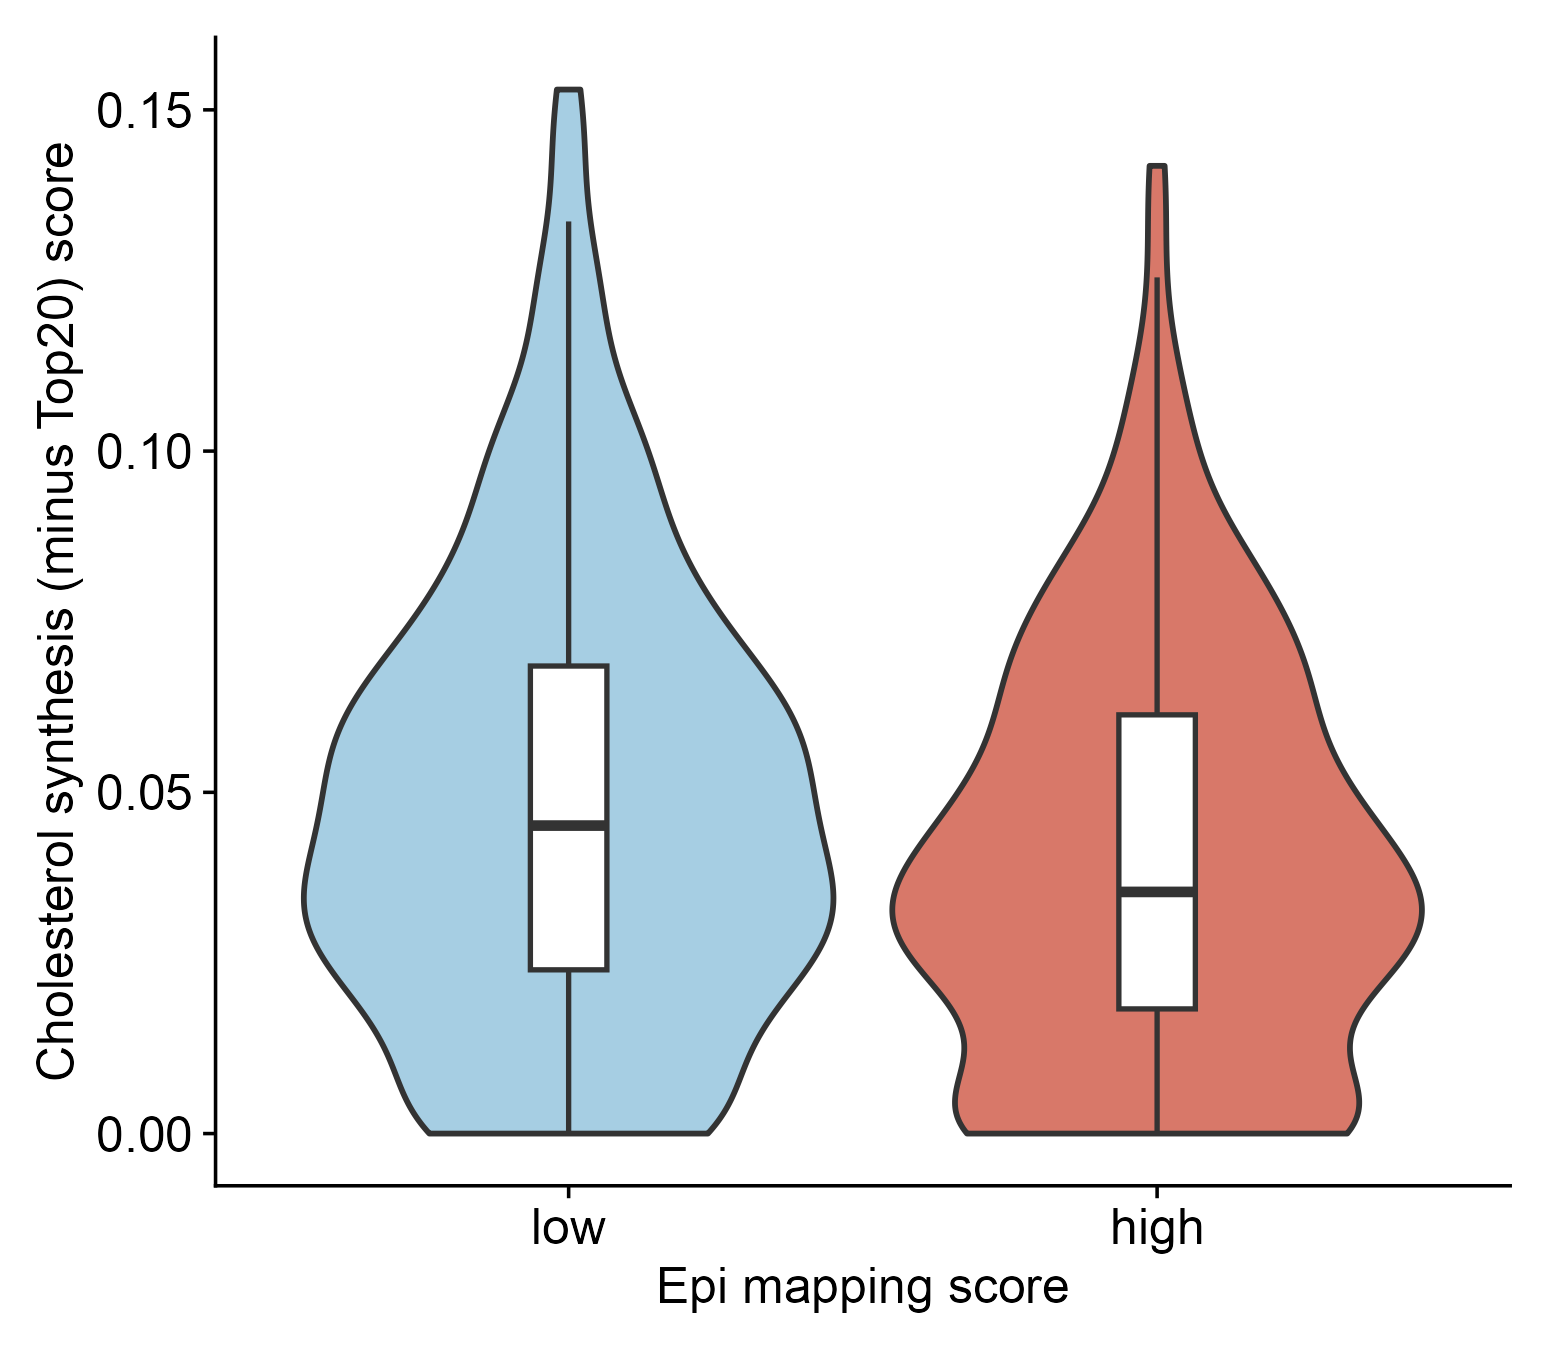 Cholesterol synthesis (minus Top20) score
0.15
0.10
0.05
0.00
low high
Epi mapping score